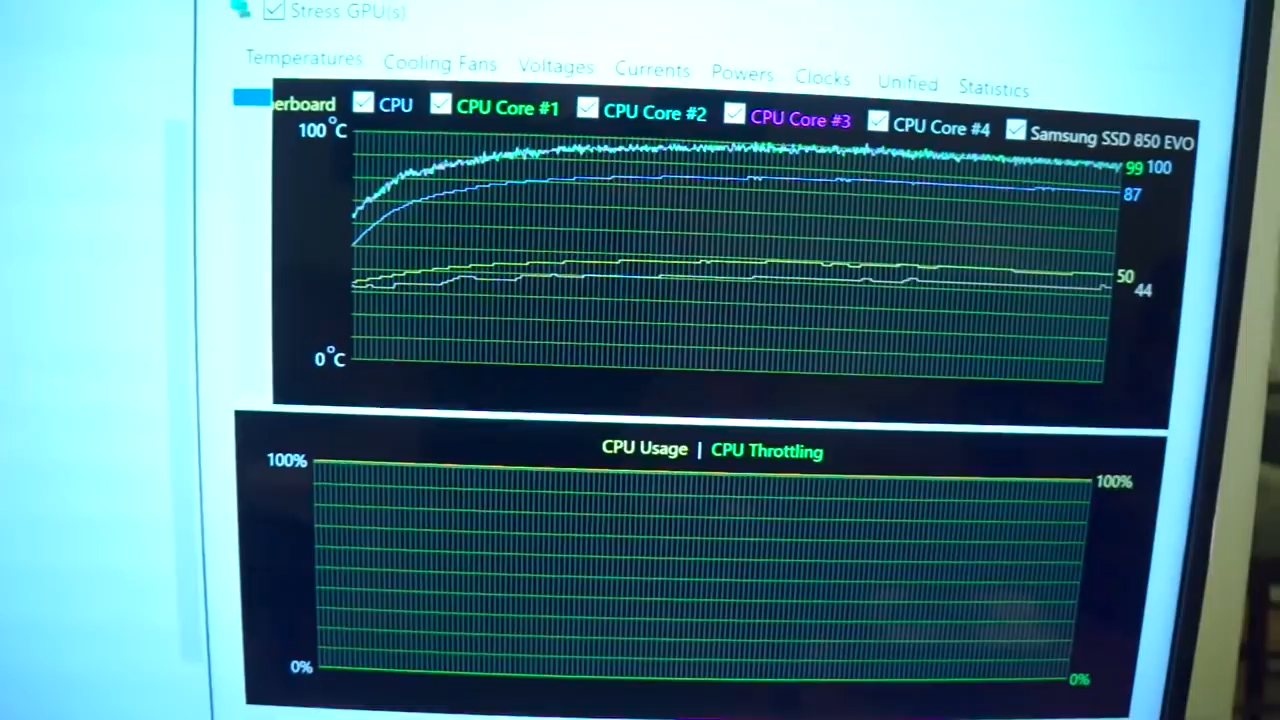 Stress GPU(s)
Temperatures Cooling Fans Voltages Currents Powers Clocks Unified Statistics
erboard CPU CPU Core #1 CPU Core #2 CPU Core #3 CPU Core #4 Samsung SSD 850 EVO
100°C
99 100
87
50
44
0°C
CPU Usage | CPU Throttling
100%
100%
0%
0%